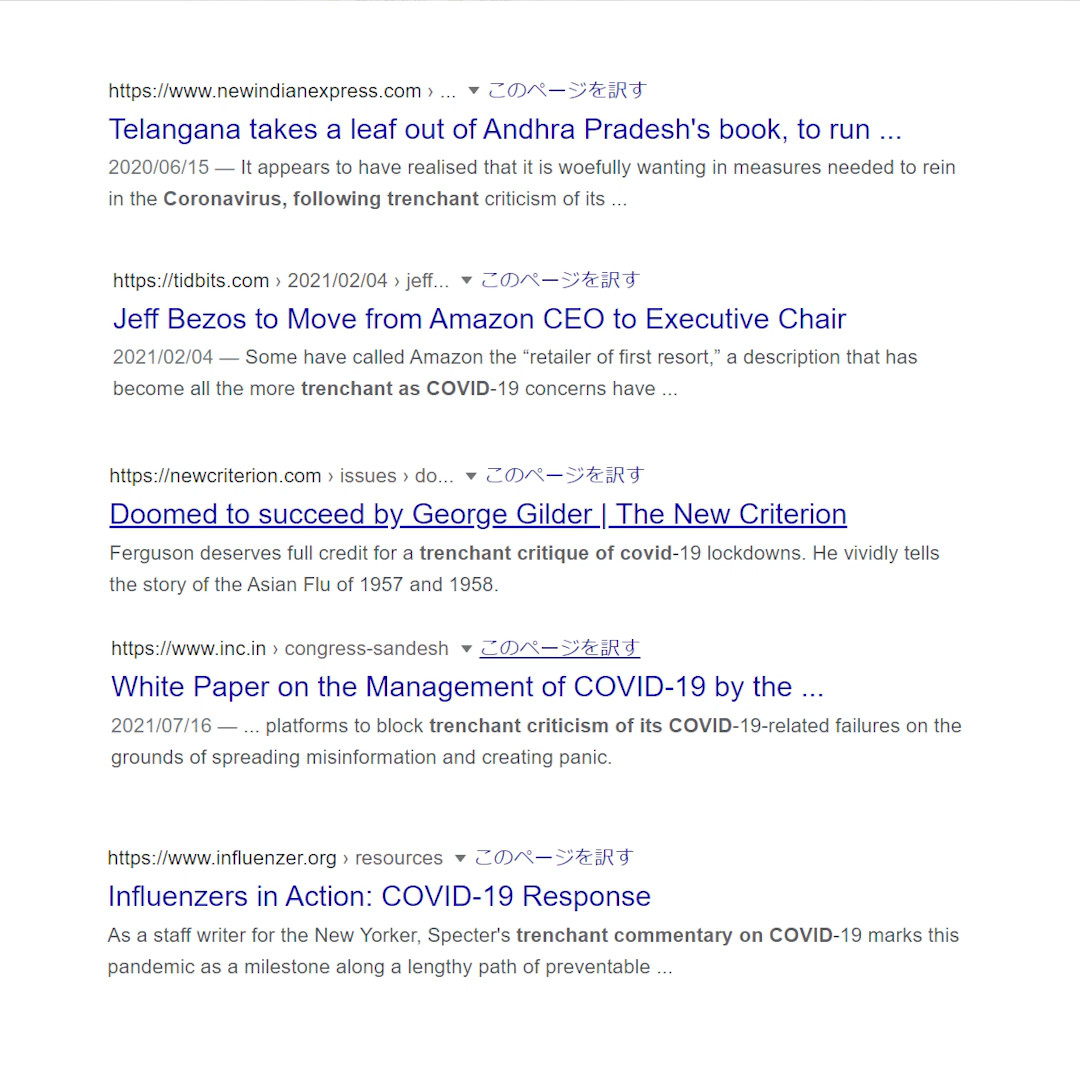 https://www.newindianexpress.com › ... ▼ このページを訳す
Telangana takes a leaf out of Andhra Pradesh's book, to run ...
2020/06/15 — It appears to have realised that it is woefully wanting in measures needed to rein
in the Coronavirus, following trenchant criticism of its ...
https://tidbits.com › 2021/02/04 › jeff... ▼ このページを訳す
Jeff Bezos to Move from Amazon CEO to Executive Chair
2021/02/04 — Some have called Amazon the “retailer of first resort,” a description that has
become all the more trenchant as COVID-19 concerns have ...
https://newcriterion.com › issues › do... ▼ このページを訳す
Doomed to succeed by George Gilder | The New Criterion
Ferguson deserves full credit for a trenchant critique of covid-19 lockdowns. He vividly tells
the story of the Asian Flu of 1957 and 1958.
https://www.inc.in › congress-sandesh ▼ このページを訳す
White Paper on the Management of COVID-19 by the ...
2021/07/16 — ... platforms to block trenchant criticism of its COVID-19-related failures on the
grounds of spreading misinformation and creating panic.
https://www.influenzer.org › resources ▼ このページを訳す
Influenzers in Action: COVID-19 Response
As a staff writer for the New Yorker, Specter's trenchant commentary on COVID-19 marks this
pandemic as a milestone along a lengthy path of preventable ...